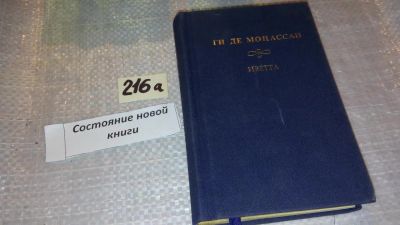 216а
Состояние новой
книги
ГИ ДЕ МОПАССАН
ИВЕТТА